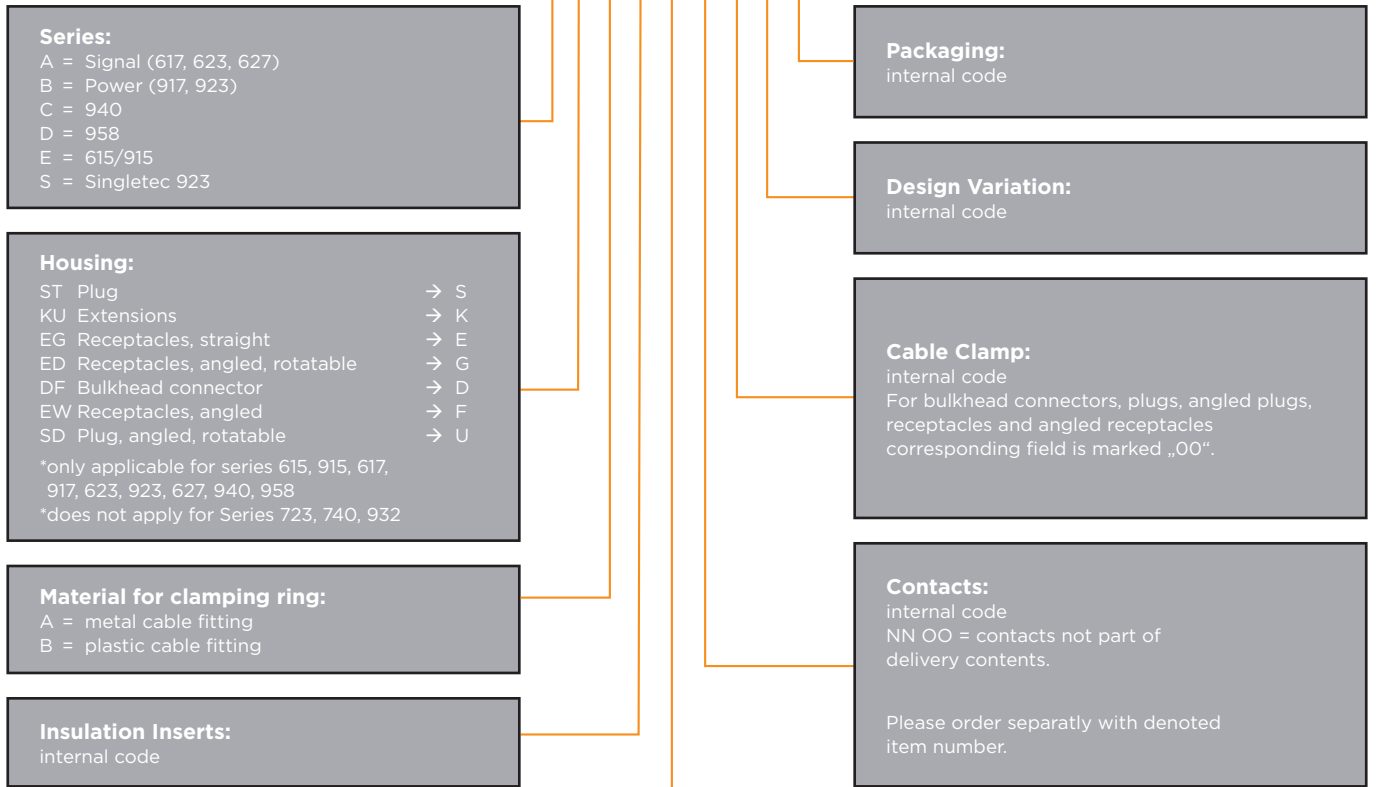 Series:
A = Signal (617, 623, 627)
B = Power (917, 923)
C = 940
D = 958
E = 615/915
S = Singletec 923
Housing:
ST Plug → S
KU Extensions → K
EG Receptacles, straight → E
ED Receptacles, angled, rotatable → G
DF Bulkhead connector → D
EW Receptacles, angled → F
SD Plug, angled, rotatable → U
*only applicable for series 615, 915, 617,
917, 623, 923, 627, 940, 958
*does not apply for Series 723, 740, 932
Material for clamping ring:
A = metal cable fitting
B = plastic cable fitting
Insulation Inserts:
internal code
Packaging:
internal code
Design Variation:
internal code
Cable Clamp:
internal code
For bulkhead connectors, plugs, angled plugs,
receptacles and angled receptacles
corresponding field is marked „00“.
Contacts:
internal code
NN OO = contacts not part of
delivery contents.
Please order separatly with denoted
item number.